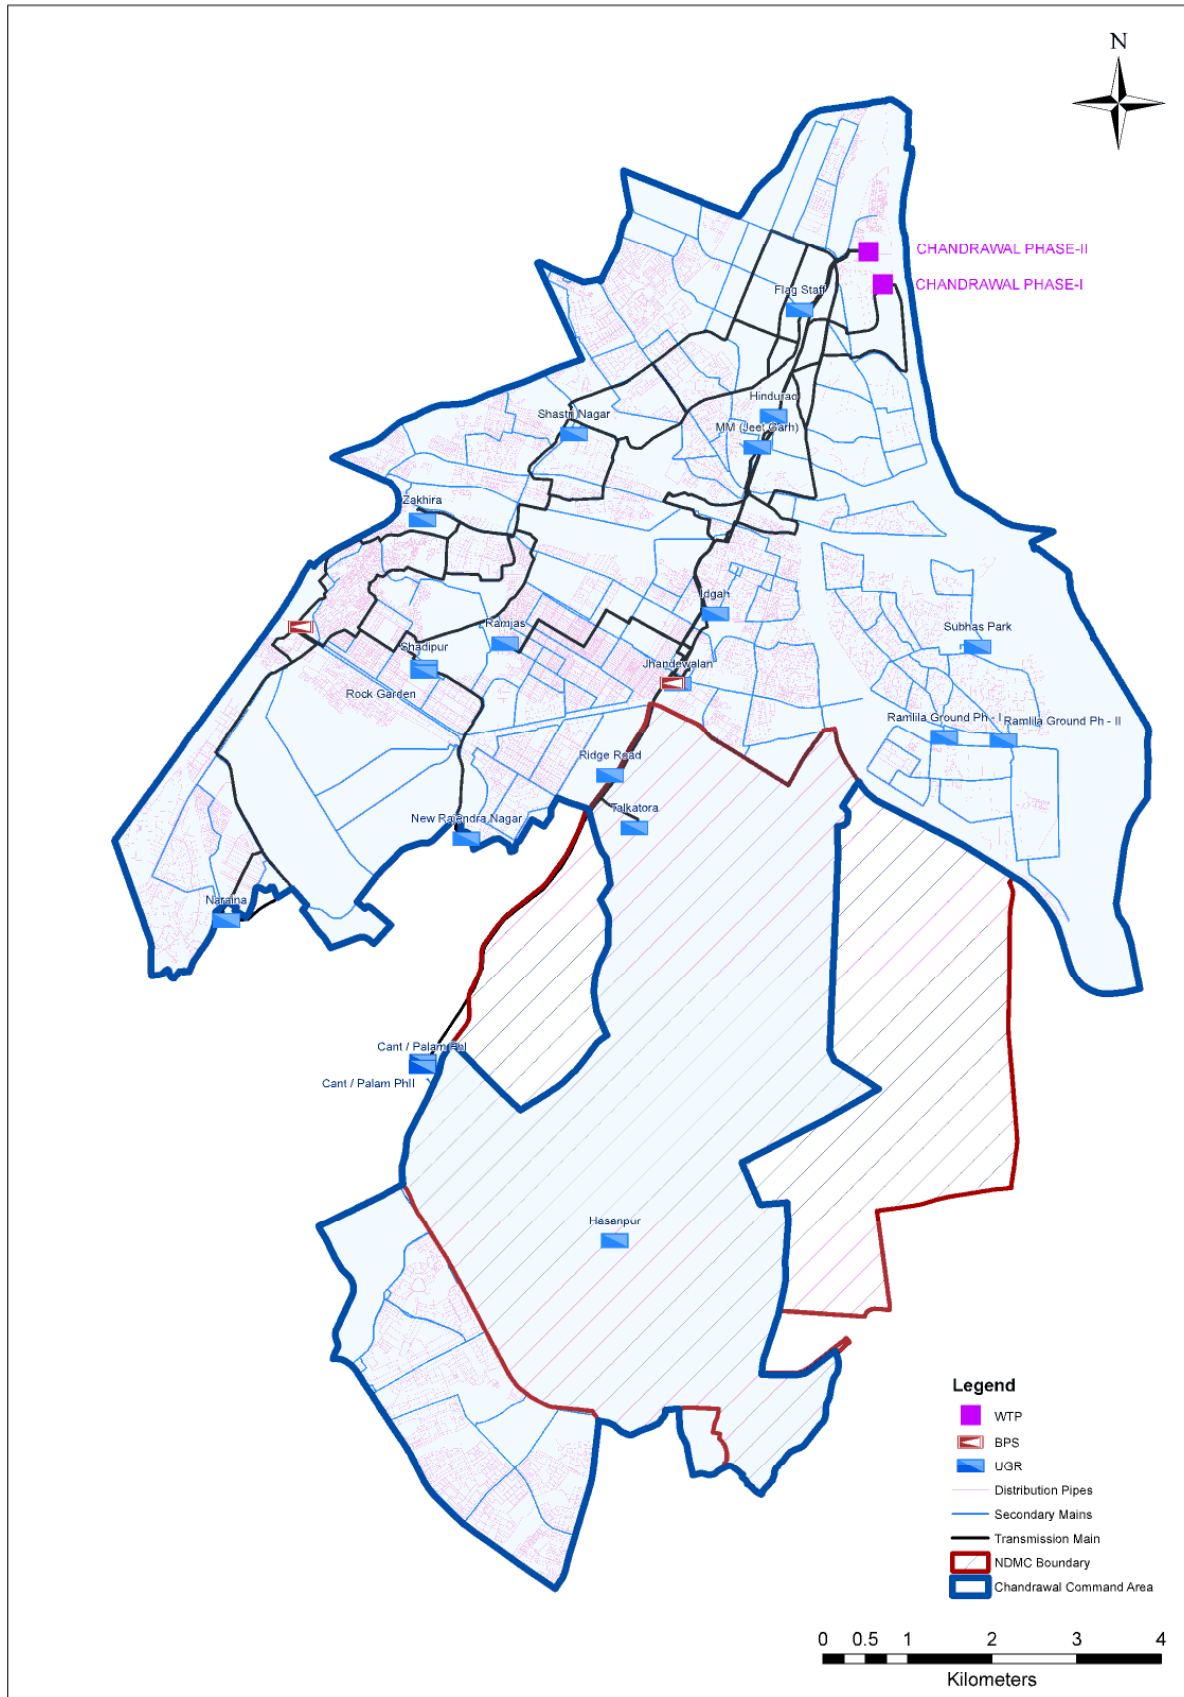 N
CHANDRAWAL PHASE-II
CHANDRAWAL PHASE-I
Flag Staff
Hindurao
Shastri Nagar
MM (Jeet Garh)
Zakhira
Idgah
Ramjas
Subhas Park
Shadipur
Jhandewalan
Rock Garden
Ramlila Ground Ph - I
Ramlila Ground Ph - II
Ridge Road
Talkatora
New Rajendra Nagar
Naraina
Cant / Palam PhI
Cant / Palam PhII
Hasanpur
Legend
WTP
BPS
UGR
Distribution Pipes
Secondary Mains
Transmission Main
NDMC Boundary
Chandrawal Command Area
0 0.5 1 2 3 4
Kilometers